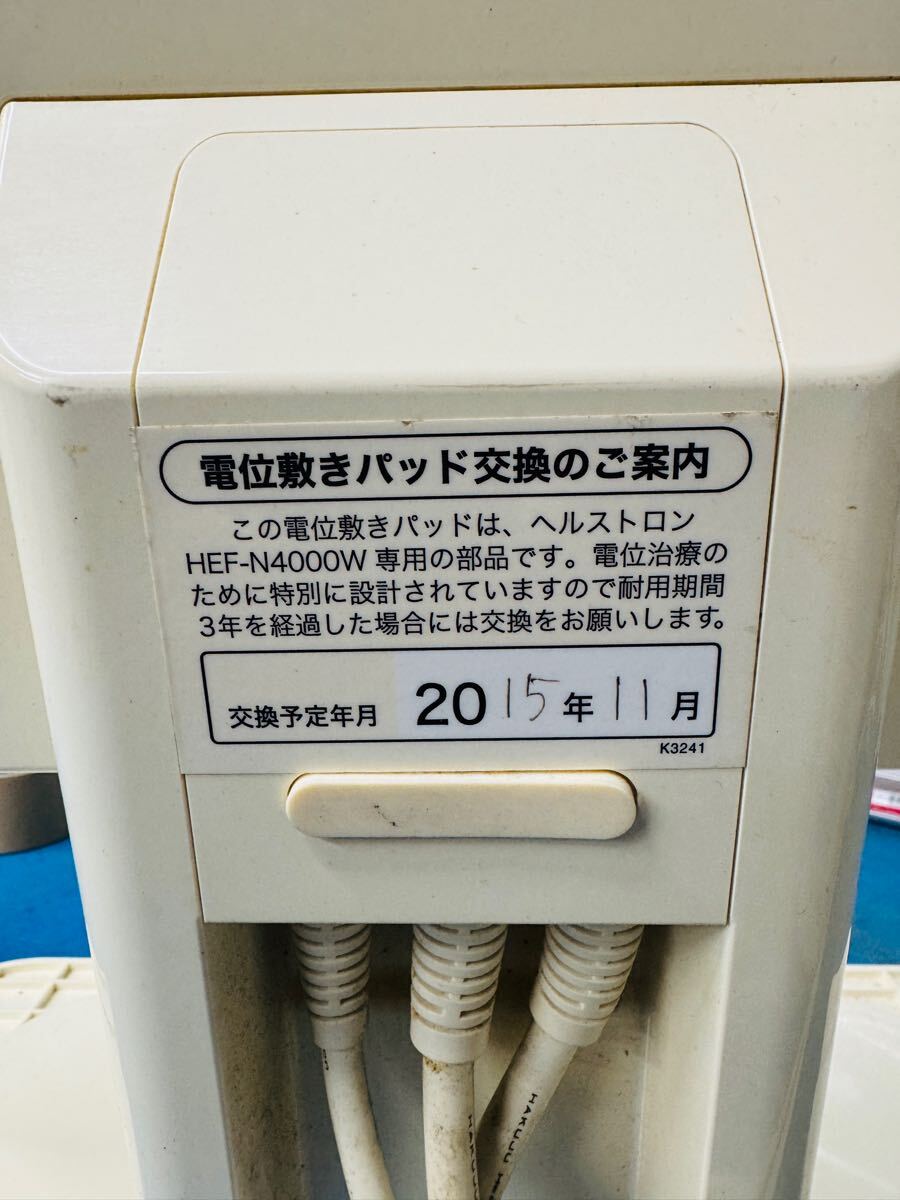 電位敷きパッド交換のご案内
この電位敷きパッドは、ヘルストロン
HEF-N4000W 専用の部品です。電位治療の
ために特別に設計されていますので耐用期間
3年を経過した場合には交換をお願いします。
交換予定年月 2015年11月
K3241
HAKUJU
HAKUJU